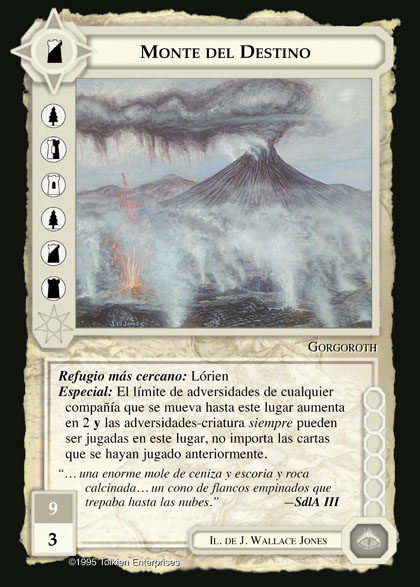 MONTE DEL DESTINO
J.W.Jones
GORGOROTH
Refugio más cercano: Lórien
Especial: El límite de adversidades de cualquier
compañía que se mueva hasta este lugar aumenta
en 2 y las adversidades-criatura siempre pueden
ser jugadas en este lugar, no importa las cartas
que se hayan jugado anteriormente.
“… una enorme mole de ceniza y escoria y roca
calcinada… un cono de flancos empinados que
trepaba hasta las nubes.” —SdlA III
9
3
IL. DE J. WALLACE JONES
©1995 Tolkien Enterprises